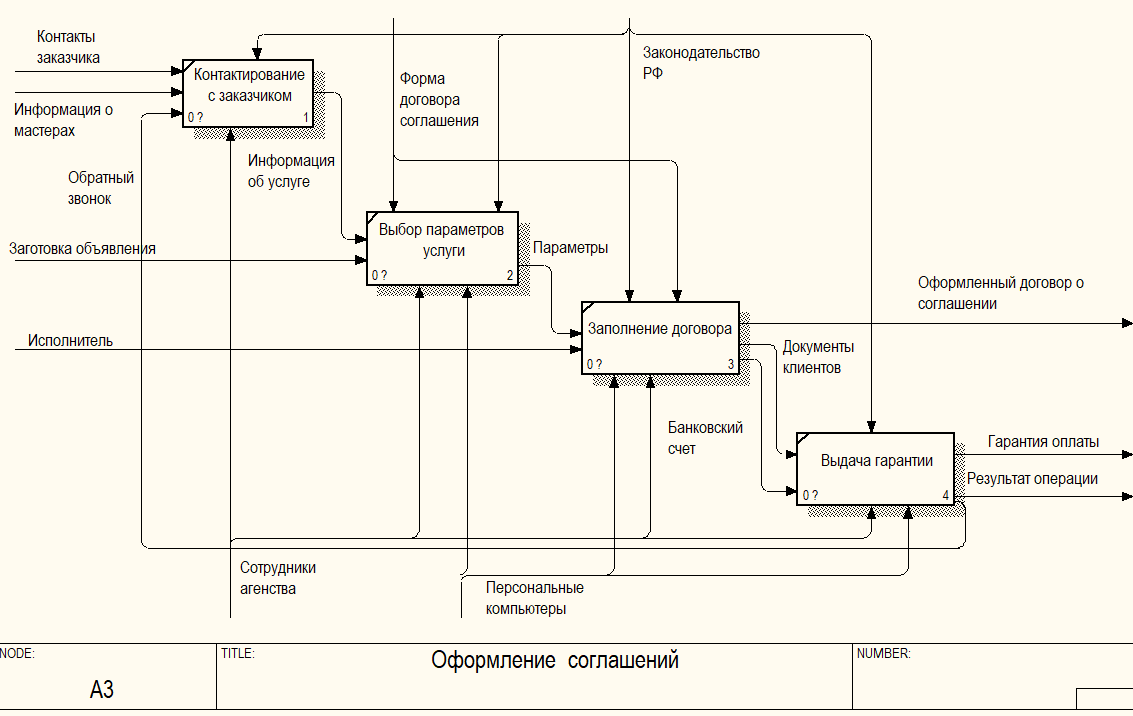 Контакты
заказчика
Информация о
мастерах
Контактирование
с заказчиком
0 ?
1
Форма
договора
соглашения
Законодательство
РФ
Обратный
звонок
Информация
об услуге
Заготовка объявления
Выбор параметров
услуги
0 ?
2
Параметры
Оформленный договор о
соглашении
Исполнитель
Заполнение договора
0 ?
3
Документы
клиентов
Банковский
счет
Выдача гарантии
0 ?
4
Гарантия оплаты
Результат операции
Сотрудники
агенства
Персональные
компьютеры
NODE:
A3
TITLE:
Оформление соглашений
NUMBER: